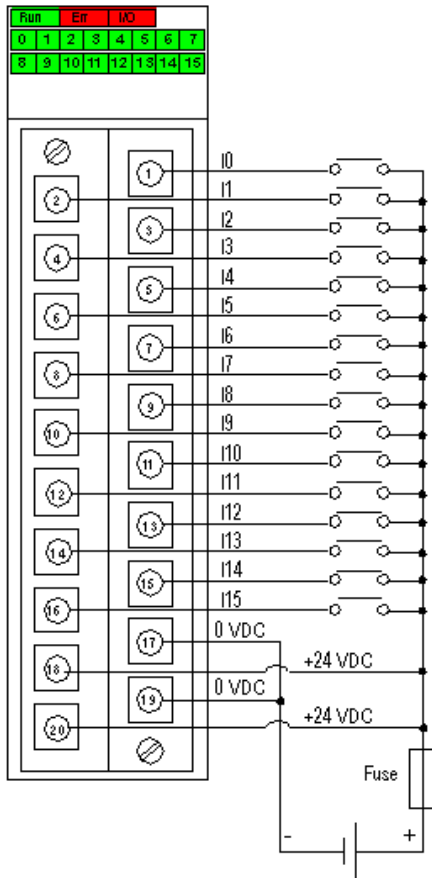 Run Err I/O
0 1 2 3 4 5 6 7
8 9 10 11 12 13 14 15
1 I0
2 I1
3 I2
4 I3
5 I4
6 I5
7 I6
8 I7
9 I8
10 I9
11 I10
12 I11
13 I12
14 I13
15 I14
16 I15
17 0 VDC
18 +24 VDC
19 0 VDC
20 +24 VDC
Fuse
- +